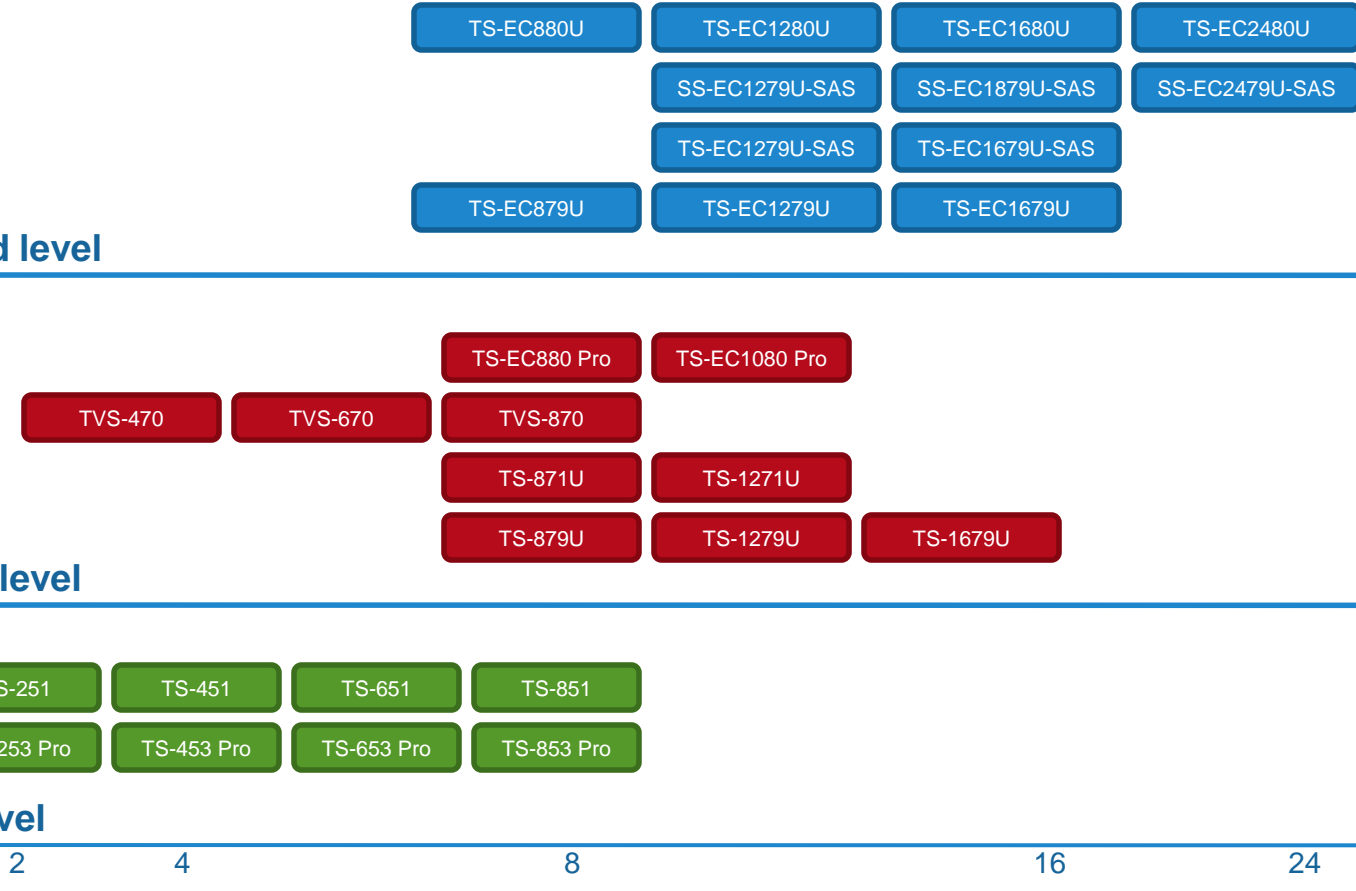 TS-EC880U TS-EC1280U TS-EC1680U TS-EC2480U
SS-EC1279U-SAS SS-EC1879U-SAS SS-EC2479U-SAS
TS-EC1279U-SAS TS-EC1679U-SAS
TS-EC879U TS-EC1279U TS-EC1679U
d level
TS-EC880 Pro TS-EC1080 Pro
TVS-470 TVS-670 TVS-870
TS-871U TS-1271U
TS-879U TS-1279U TS-1679U
level
S-251 TS-451 TS-651 TS-851
253 Pro TS-453 Pro TS-653 Pro TS-853 Pro
vel
2 4 8 16 24